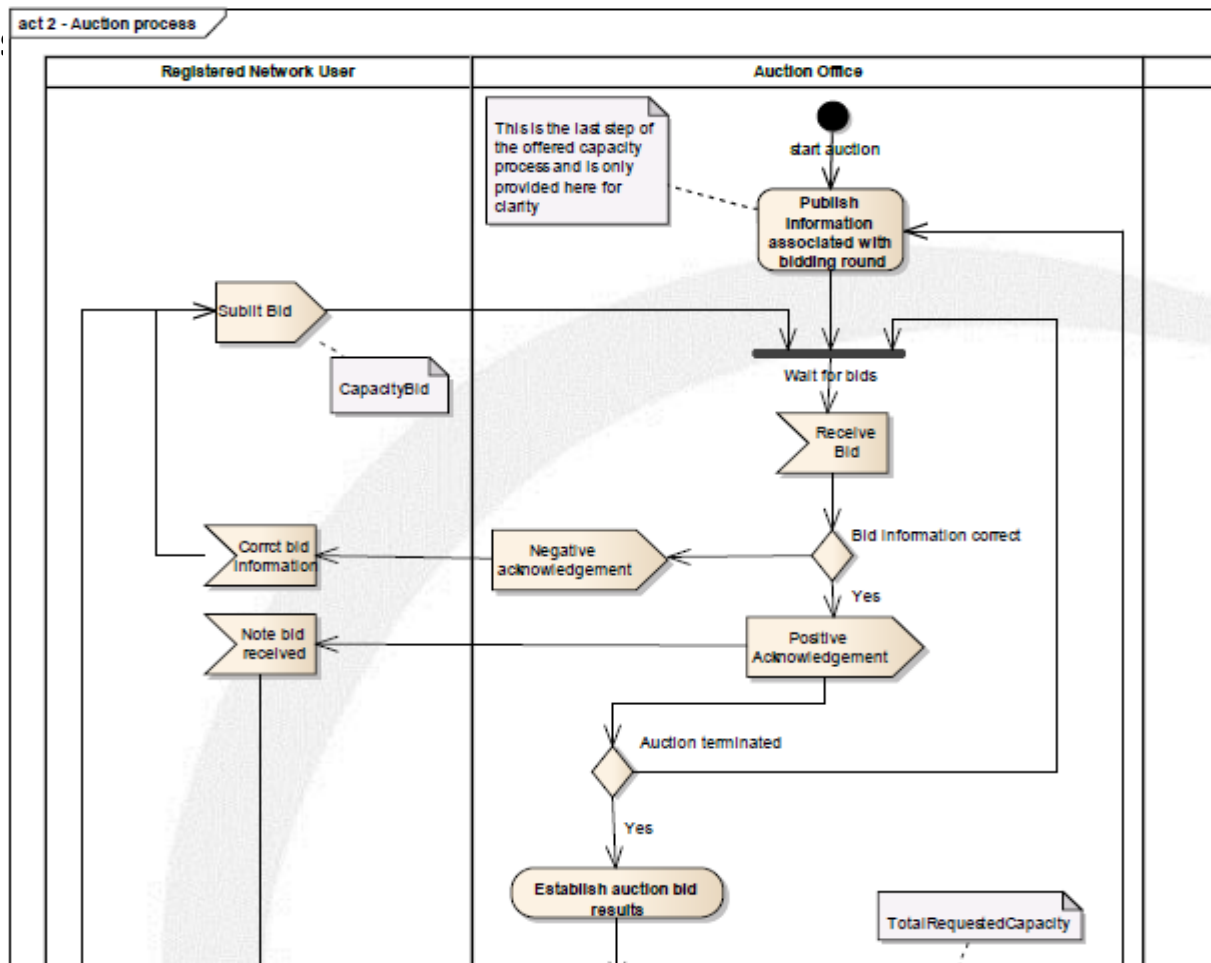 act 2 - Auction process
Registered Network User
Auction Office
This is the last step of
the offered capacity
process and is only
provided here for
clarity
start auction
Publish
information
associated with
bidding round
Sublit Bid
CapacityBid
Wait for bids
Receive
Bid
Bid information correct
Corrct bid
information
Negative
acknowledgement
Yes
Note bid
received
Positive
Acknowledgement
Auction terminated
Yes
Establish auction bid
results
TotalRequestedCapacity